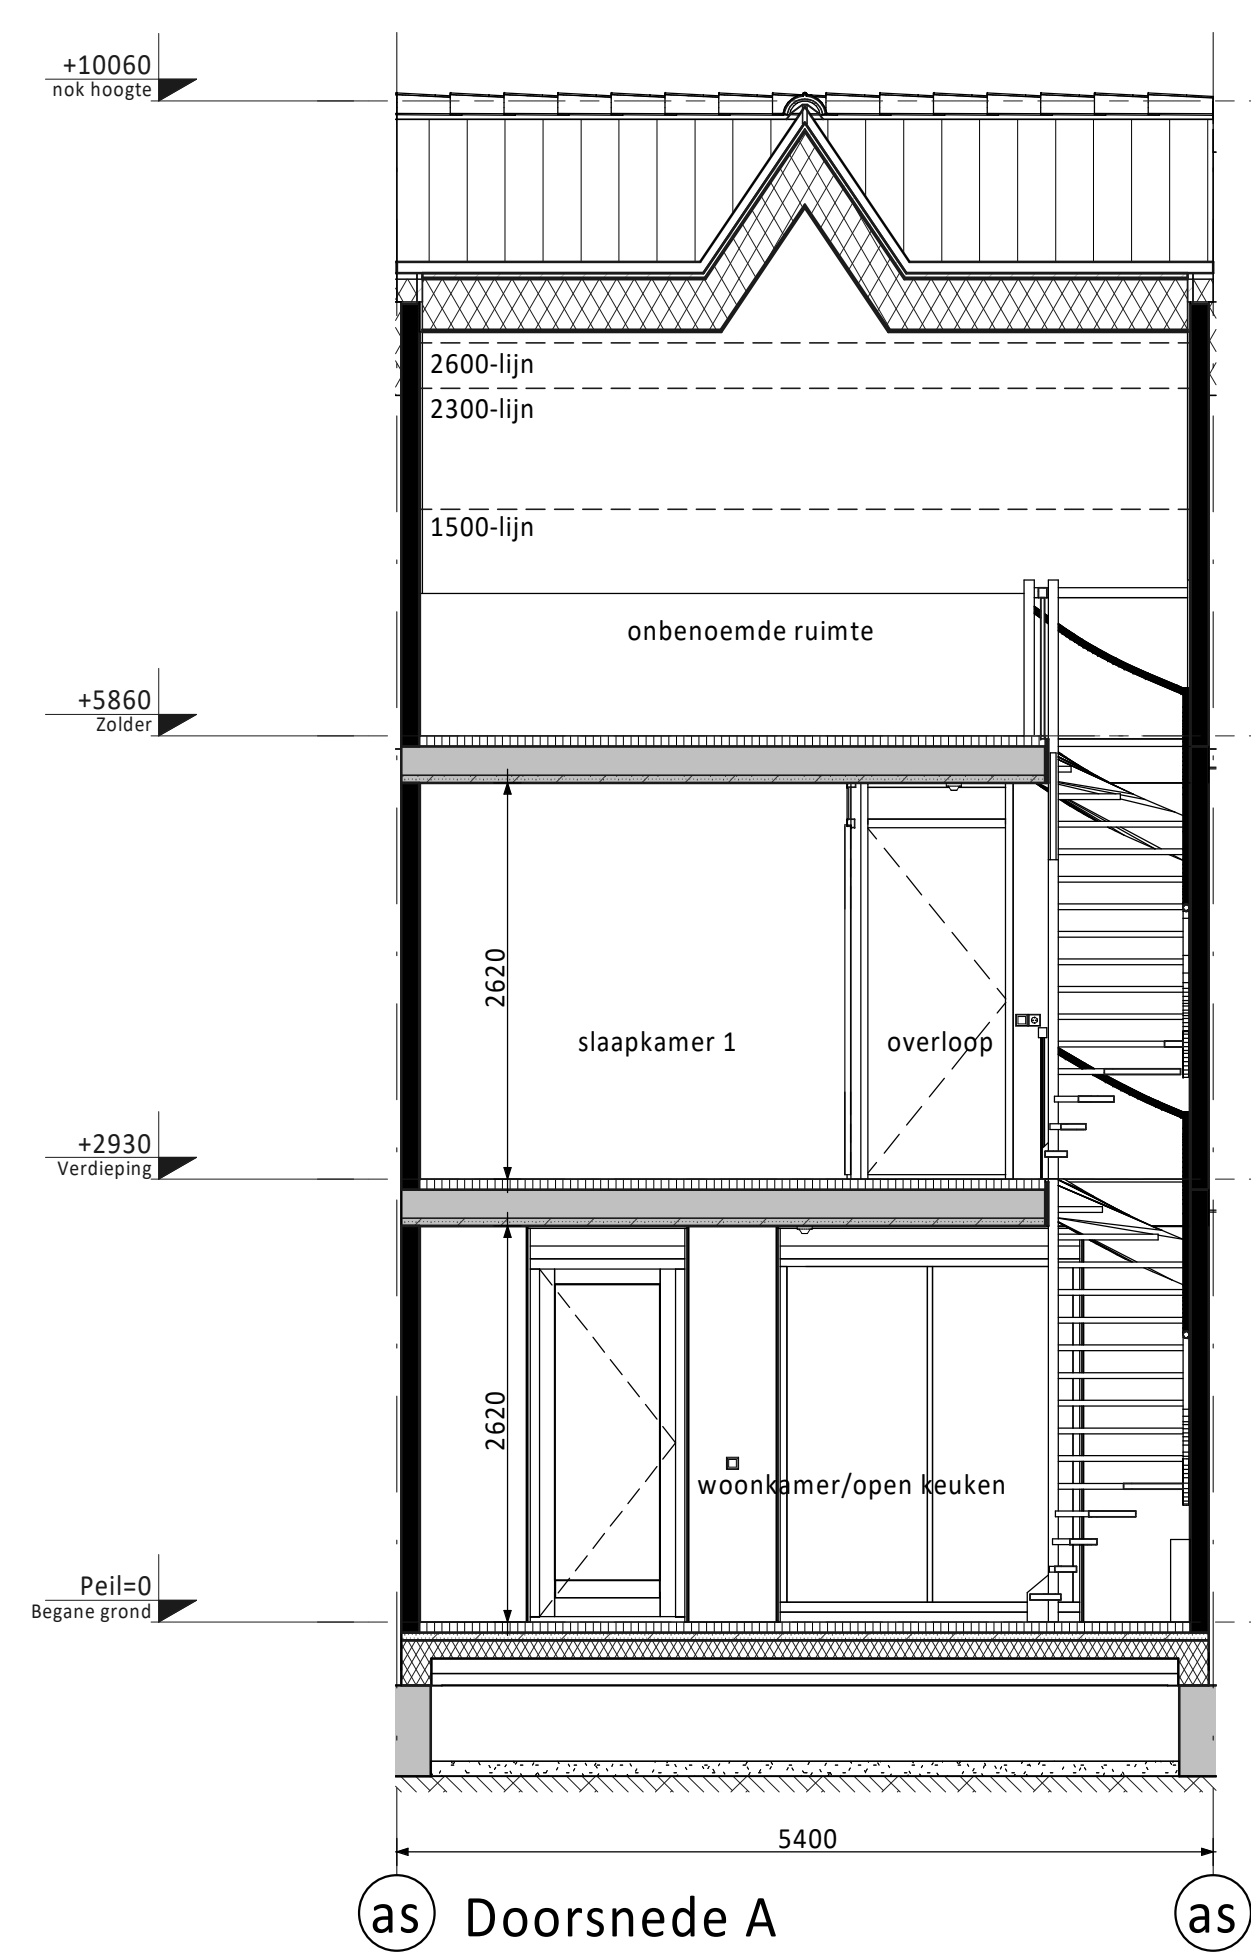 +10060
nok hoogte
2600-lijn
2300-lijn
1500-lijn
onbenoemde ruimte
+5860
Zolder
2620
slaapkamer 1
overloop
+2930
Verdieping
2620
woonkamer/open keuken
Peil=0
Begane grond
5400
as
Doorsnede A
as